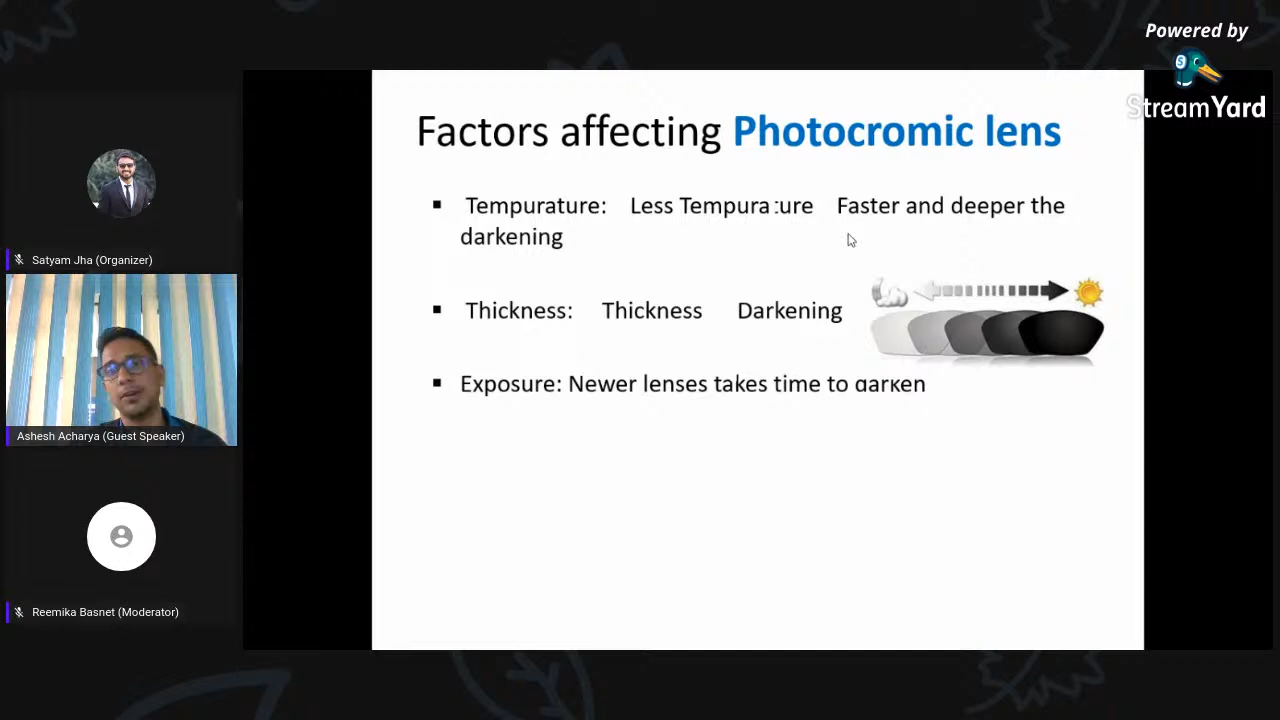 Powered by
StreamYard
Factors affecting Photocromic lens
▪ Tempurature: Less Tempurature Faster and deeper the
darkening
▪ Thickness: Thickness Darkening
▪ Exposure: Newer lenses takes time to darken
Satyam Jha (Organizer)
Ashesh Acharya (Guest Speaker)
Reemika Basnet (Moderator)